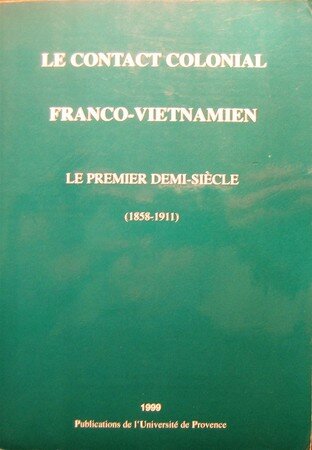 LE CONTACT COLONIAL
FRANCO-VIETNAMIEN
LE PREMIER DEMI-SIÈCLE
(1858-1911)
1999
Publications de l'Université de Provence